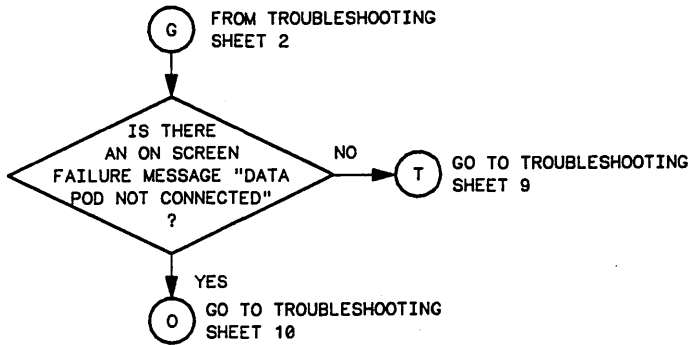 G
FROM TROUBLESHOOTING
SHEET 2
IS THERE
AN ON SCREEN
FAILURE MESSAGE "DATA
POD NOT CONNECTED"
?
NO
T
GO TO TROUBLESHOOTING
SHEET 9
YES
O
GO TO TROUBLESHOOTING
SHEET 10